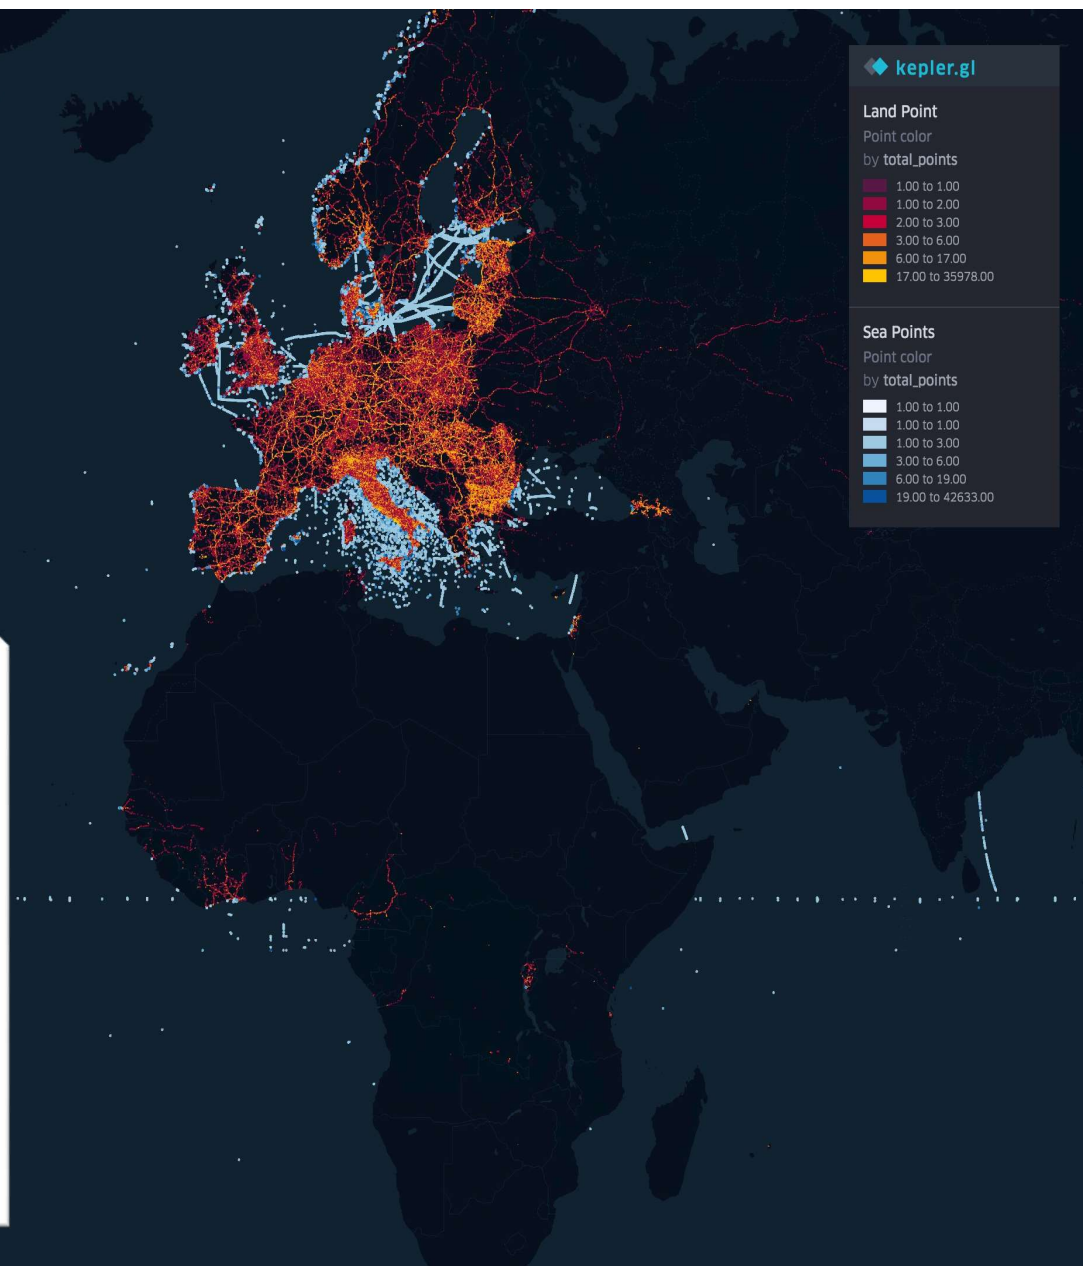 kepler.gl
Land Point
Point color
by total_points
1.00 to 1.00
1.00 to 2.00
2.00 to 3.00
3.00 to 6.00
6.00 to 17.00
17.00 to 35978.00
Sea Points
Point color
by total_points
1.00 to 1.00
1.00 to 1.00
1.00 to 3.00
3.00 to 6.00
6.00 to 19.00
19.00 to 42633.00